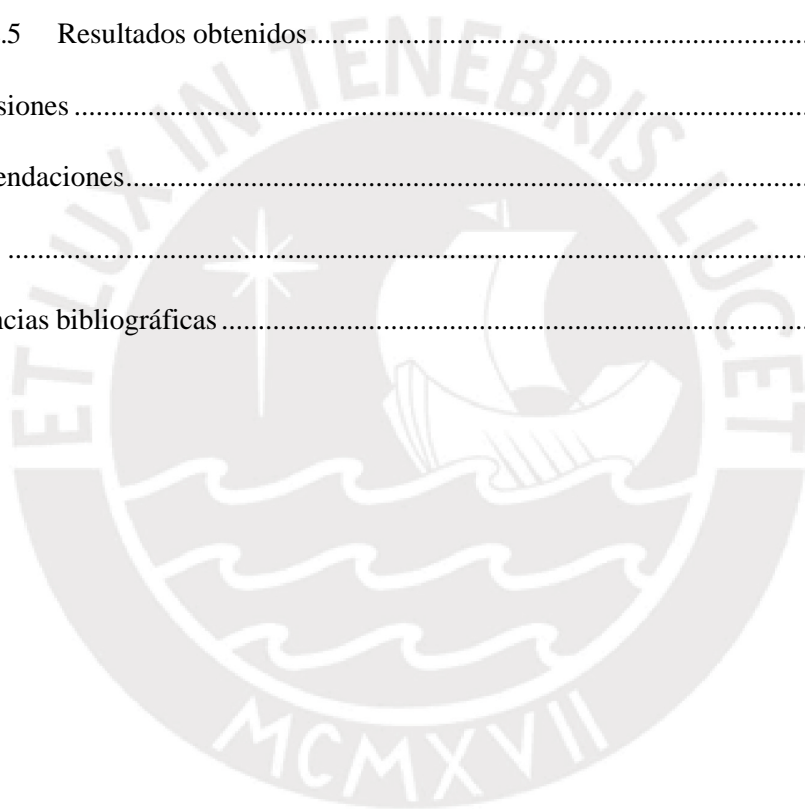 .5 Resultados obtenidos....................................................................
siones ....................................................................................................
endaciones............................................................................................
....................................................................................................
ncias bibliográficas ..............................................................................
ET LUX IN TENEBRIS LUCET
MCMXVII